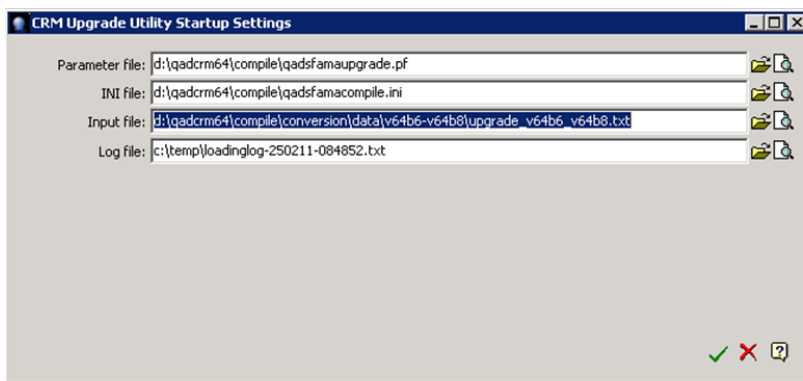 CRM Upgrade Utility Startup Settings
Parameter file: d:\qadcrm64\compile\qadsfamaupgrade.pf
INI file: d:\qadcrm64\compile\qadsfamacompile.ini
Input file: d:\qadcrm64\compile\conversion\data\v64b6-v64b8\upgrade_v64b6_v64b8.txt
Log file: c:\temp\loadinglog-250211-084852.txt